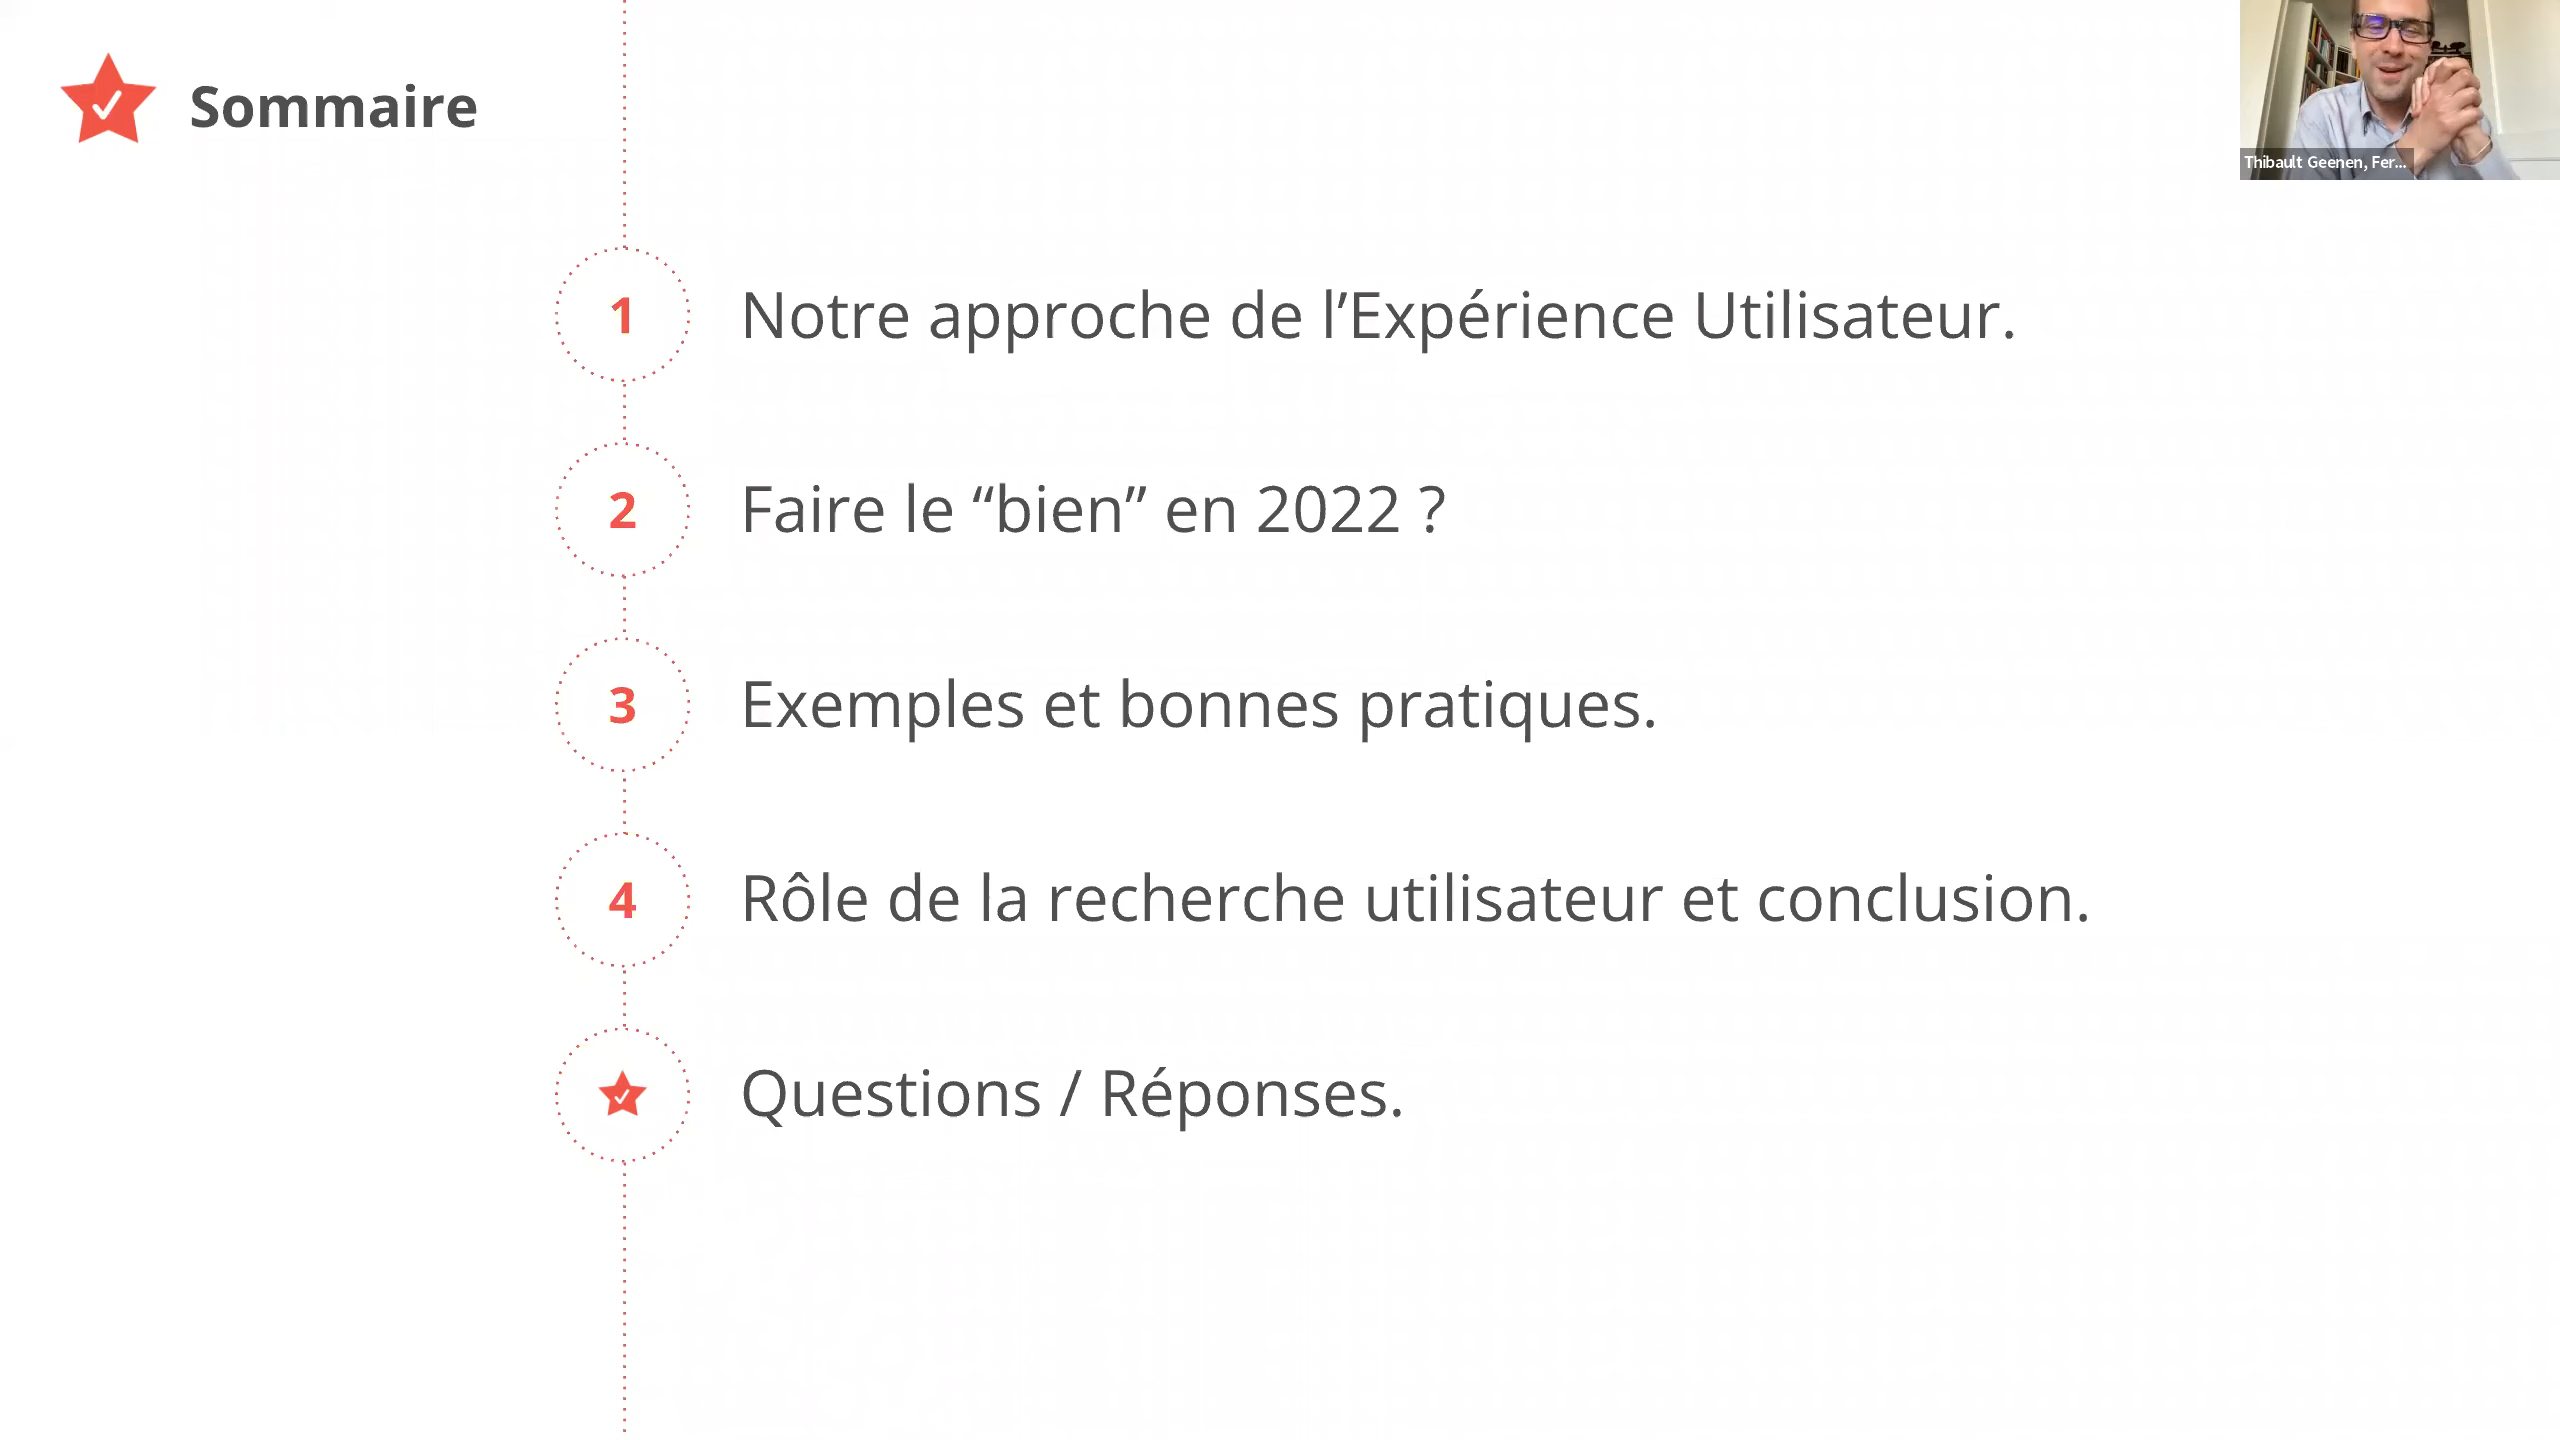 Sommaire
Thibault Geenen, Fer...
1 Notre approche de l’Expérience Utilisateur.
2 Faire le “bien” en 2022 ?
3 Exemples et bonnes pratiques.
4 Rôle de la recherche utilisateur et conclusion.
Questions / Réponses.